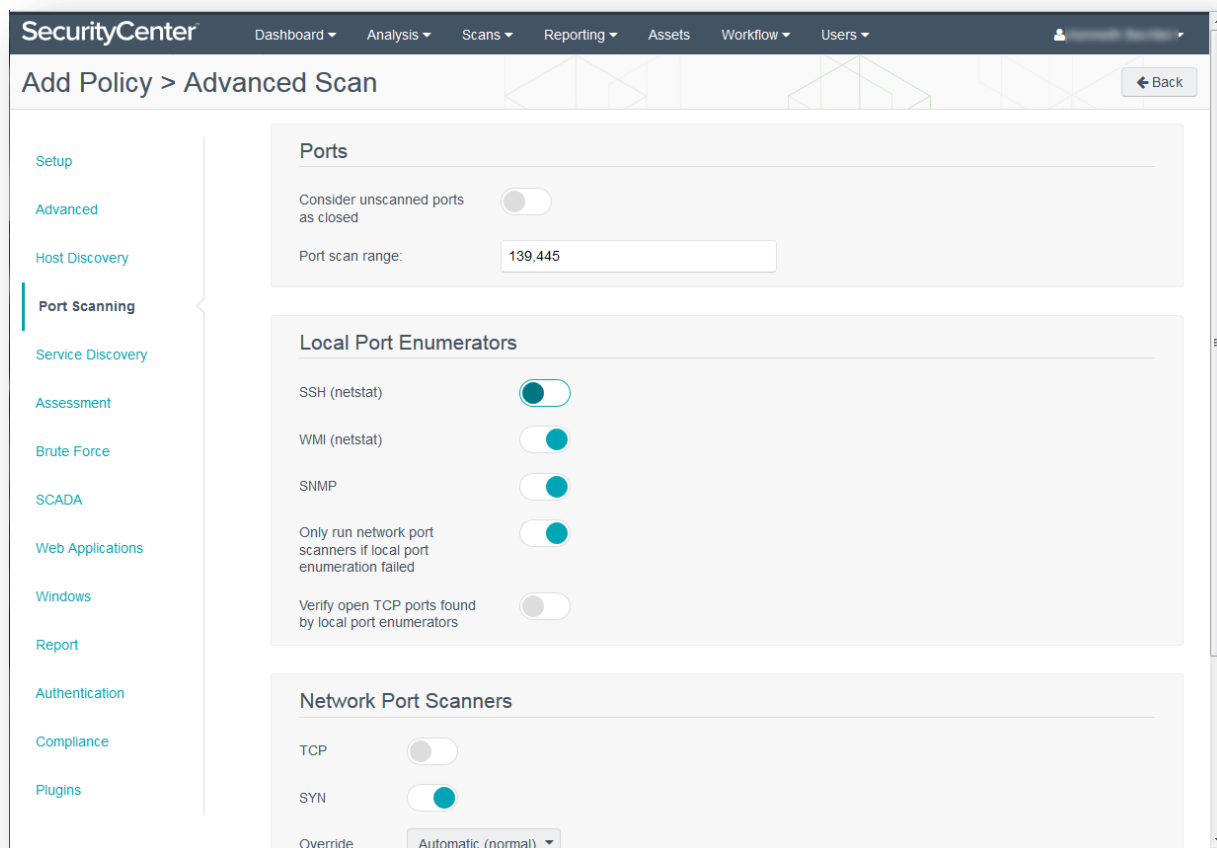 SecurityCenter
Dashboard Analysis Scans Reporting Assets Workflow Users
Add Policy > Advanced Scan
Back
Setup
Advanced
Host Discovery
Port Scanning
Service Discovery
Assessment
Brute Force
SCADA
Web Applications
Windows
Report
Authentication
Compliance
Plugins
Ports
Consider unscanned ports
as closed
Port scan range: 139,445
Local Port Enumerators
SSH (netstat)
WMI (netstat)
SNMP
Only run network port
scanners if local port
enumeration failed
Verify open TCP ports found
by local port enumerators
Network Port Scanners
TCP
SYN
Override Automatic (normal)